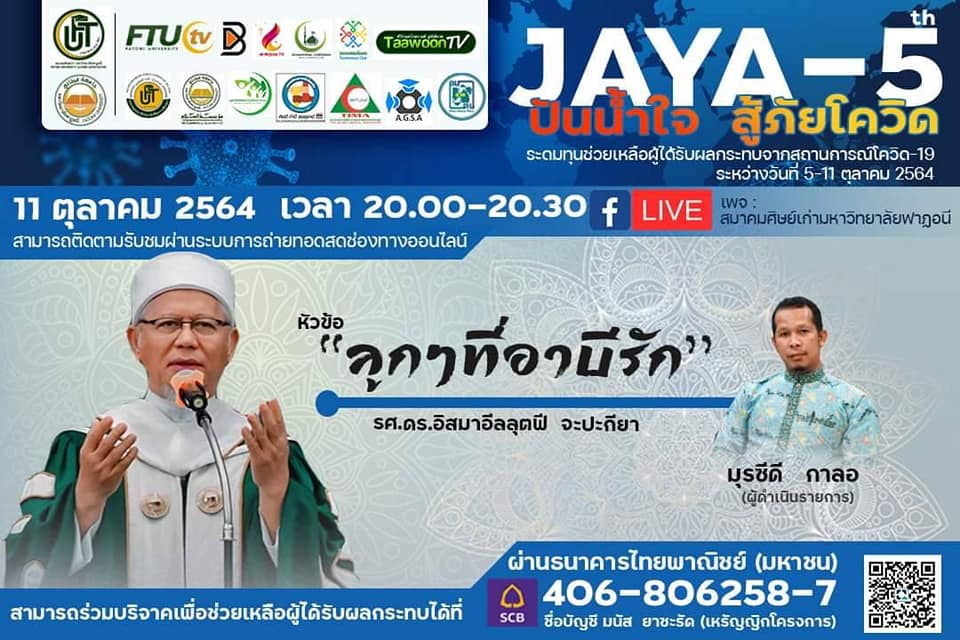 FTU tv
PATONI UNIVERSITY
Taawoon TV
TIMA
A.G.S.A
JAYA-5th
ปันน้ำใจ สู้ภัยโควิด
ระดมทุนช่วยเหลือผู้ได้รับผลกระทบจากสถานการณ์โควิด-19
ระหว่างวันที่ 5-11 ตุลาคม 2564
11 ตุลาคม 2564 เวลา 20.00-20.30
f LIVE
เพจ :
สมาคมศิษย์เก่ามหาวิทยาลัยฟาฏอนี
สามารถติดตามรับชมผ่านระบบการถ่ายทอดสดช่องทางออนไลน์
หัวข้อ
“ลูกๆที่อาบีรัก”
รศ.ดร.อิสมาอีลลุตฟี จะปะกียา
มุรซีดี กาลอ
(ผู้ดำเนินรายการ)
ผ่านธนาคารไทยพาณิชย์ (มหาชน)
SCB
406-806258-7
ชื่อบัญชี มนัส ยาซะรัด (เหรัญญิกโครงการ)
สามารถร่วมบริจาคเพื่อช่วยเหลือผู้ได้รับผลกระทบได้ที่